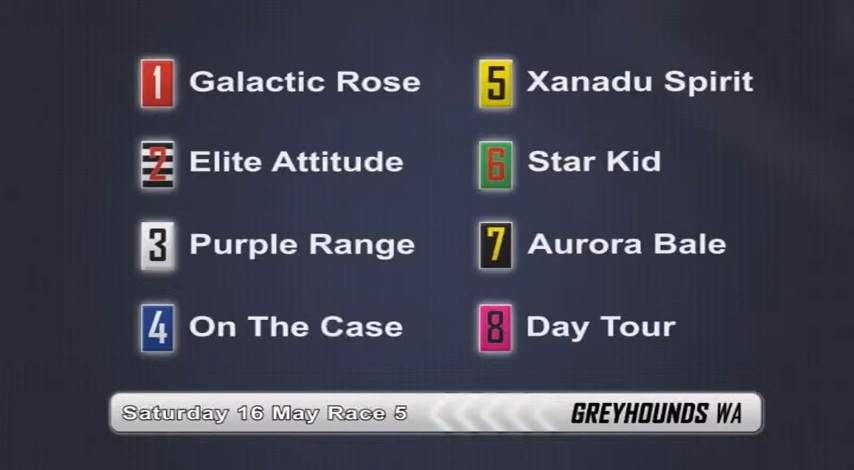 1 Galactic Rose
2 Elite Attitude
3 Purple Range
4 On The Case
5 Xanadu Spirit
6 Star Kid
7 Aurora Bale
8 Day Tour
Saturday 16 May Race 5
GREYHOUNDS WA